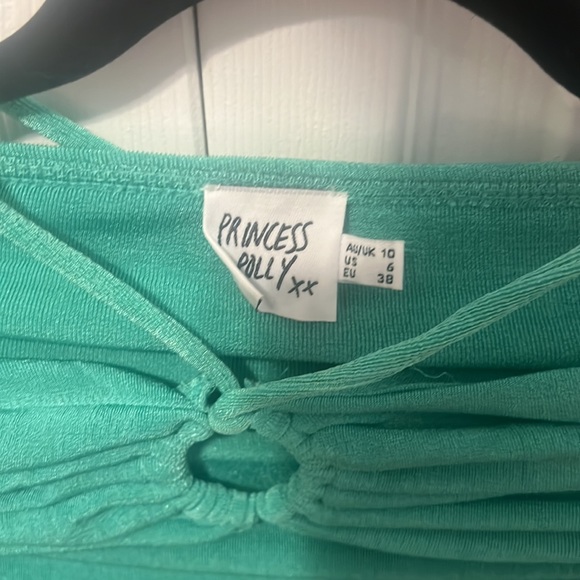 PRINCESS
POLLY
xx
AU/UK 10
US 6
EU 38